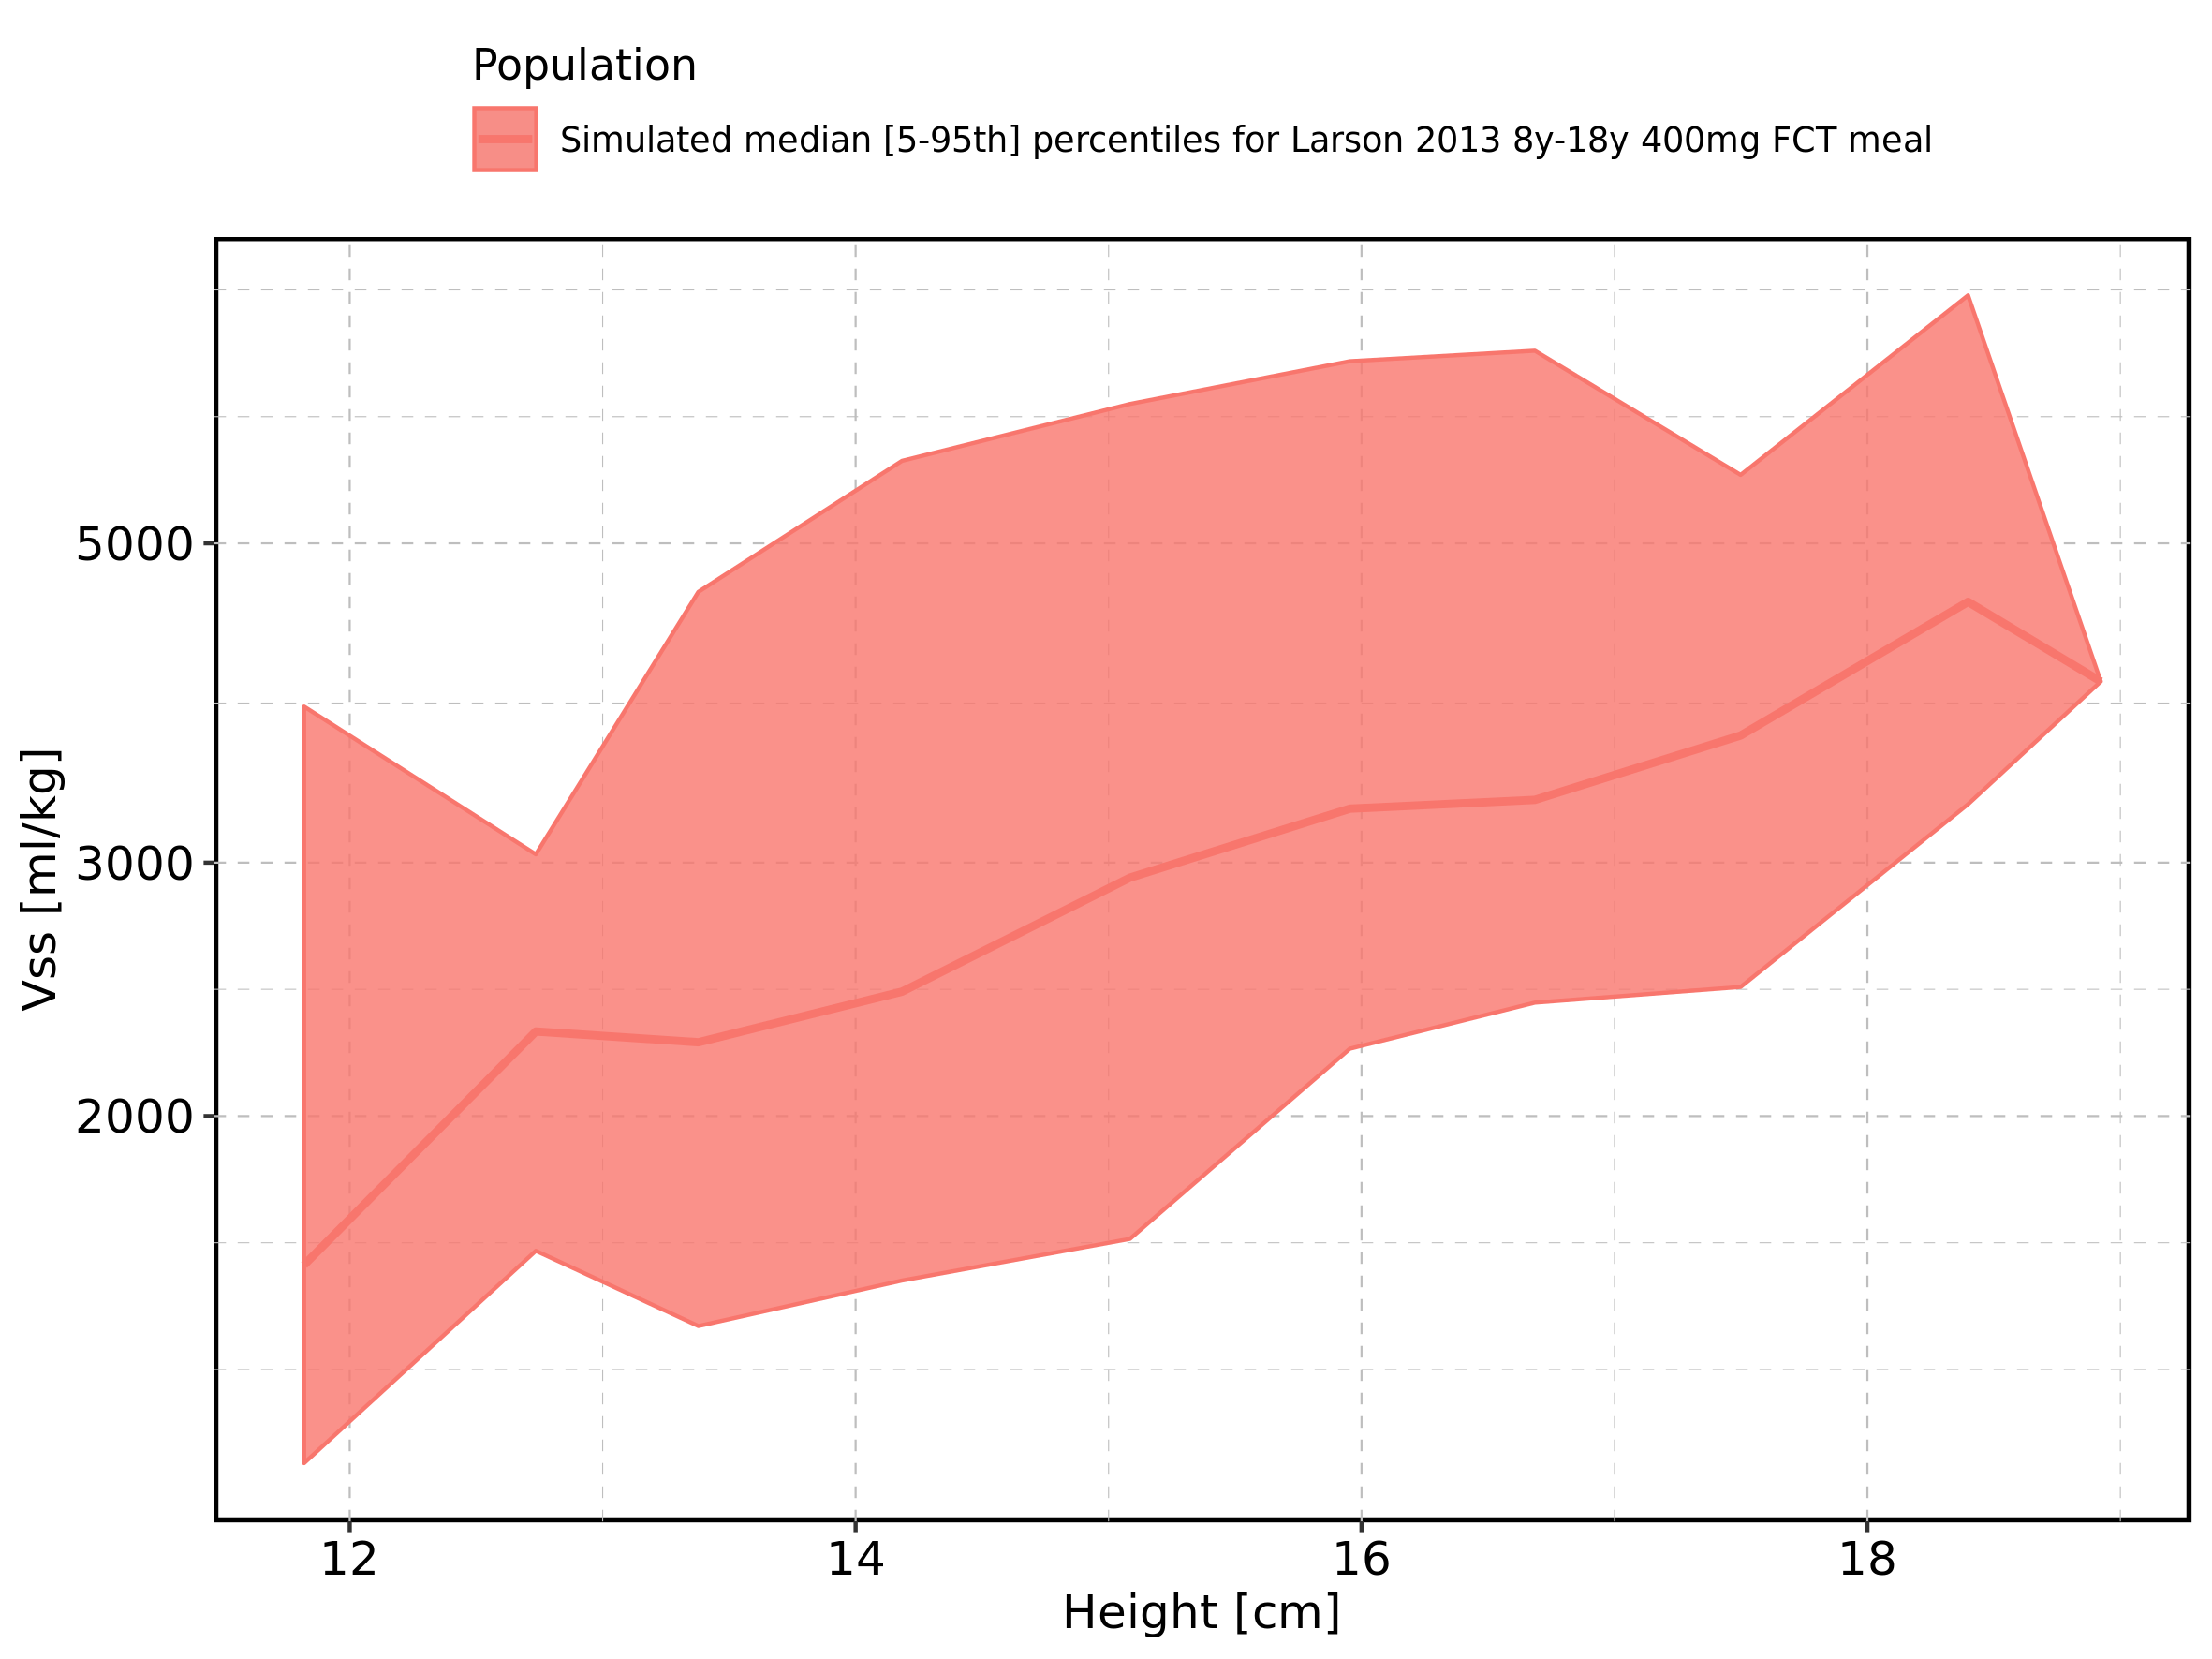 Population
Simulated median [5-95th] percentiles for Larson 2013 8y-18y 400mg FCT meal
5000
3000
2000
Vss [ml/kg]
12 14 16 18
Height [cm]